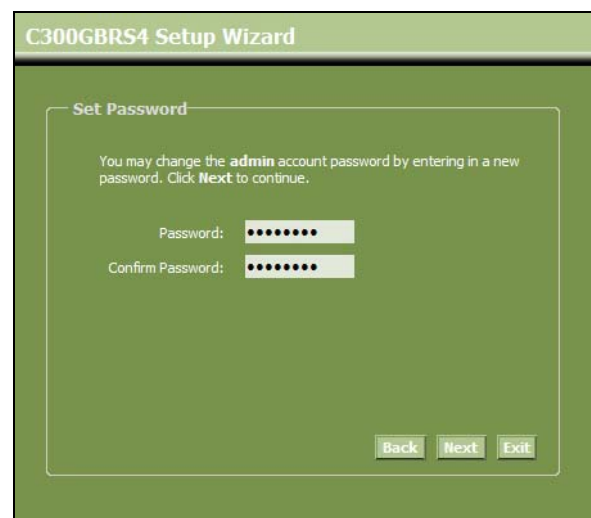 C300GBRS4 Setup Wizard
Set Password
You may change the admin account password by entering in a new
password. Click Next to continue.
Password: ••••••••
Confirm Password: ••••••••
Back Next Exit